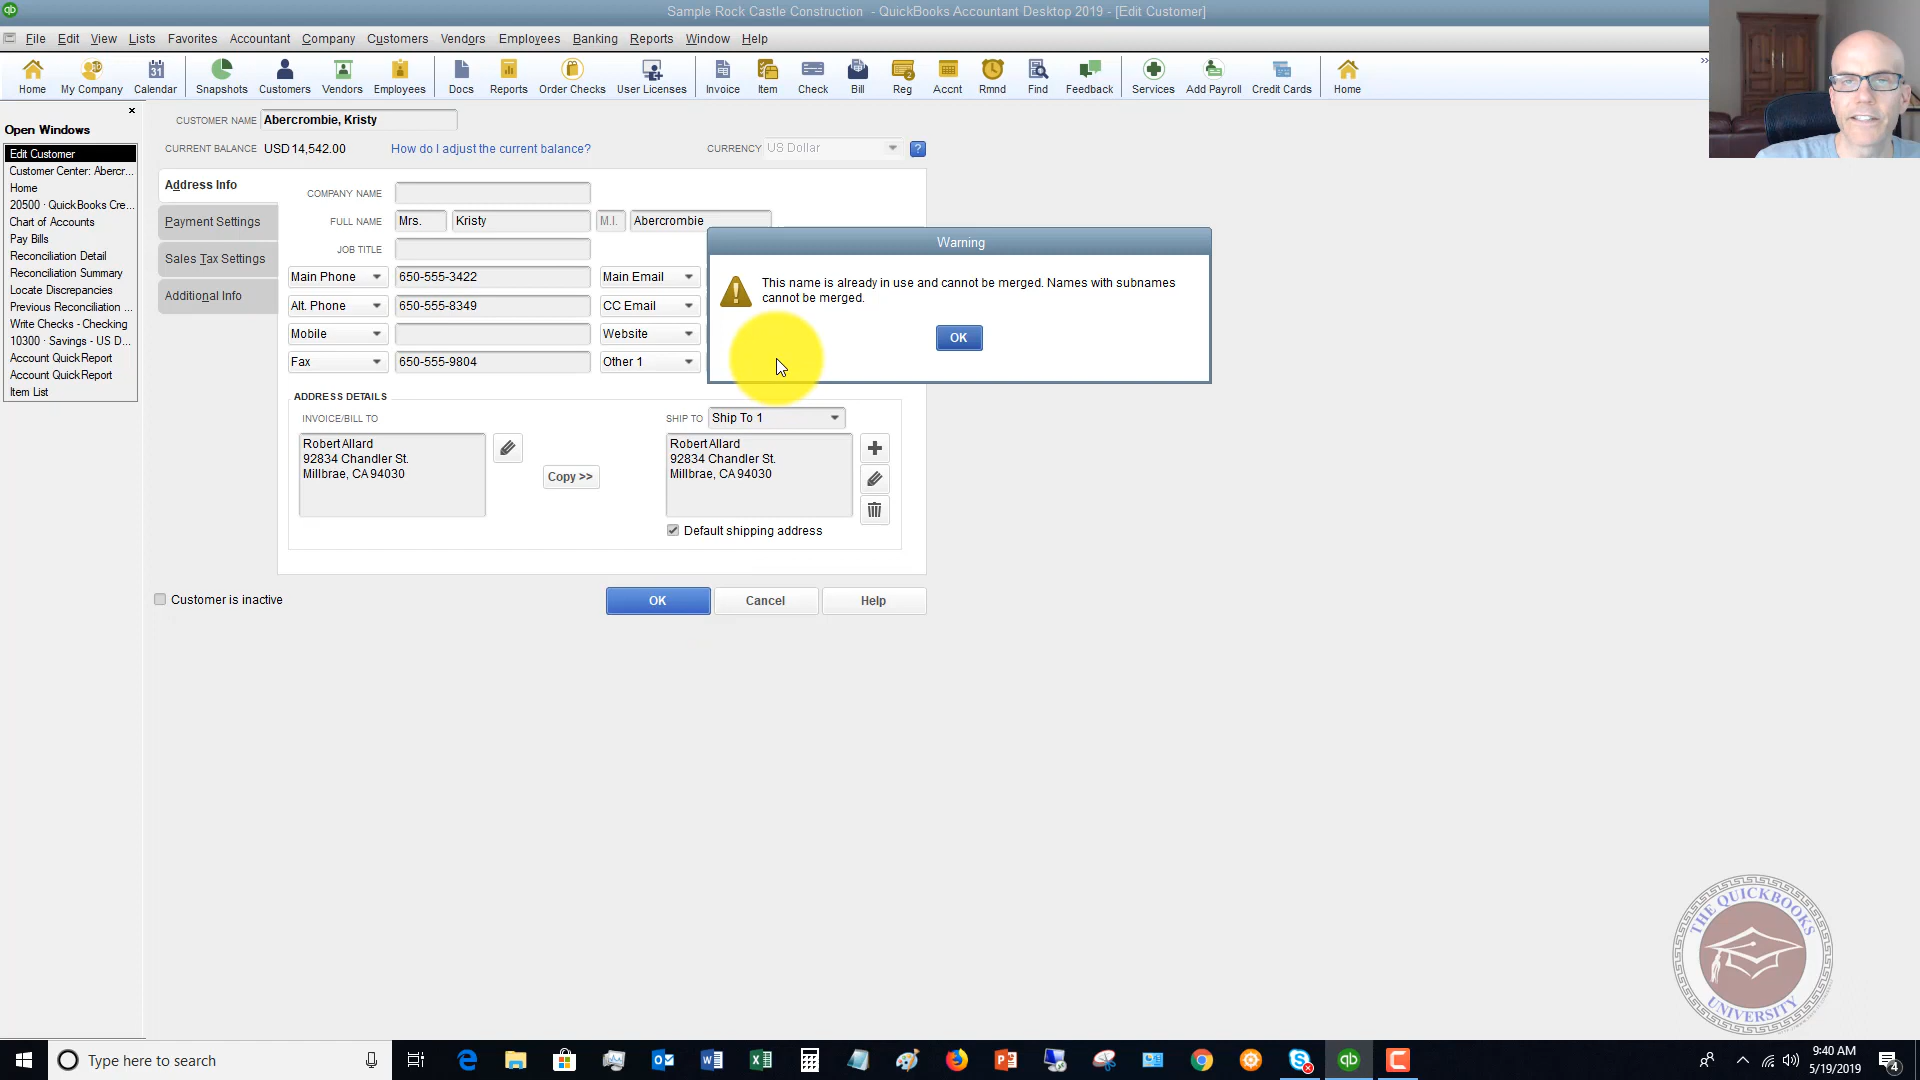 Sample Rock Castle Construction - QuickBooks Accountant Desktop 2019 - [Edit Customer]
File Edit View Lists Favorites Accountant Company Customers Vendors Employees Banking Reports Window Help
Home My Company Calendar Snapshots Customers Vendors Employees Docs Reports Order Checks User Licenses Invoice Item Check Bill Reg Accnt Rmnd Find Feedback Services Add Payroll Credit Cards Home
Open Windows
Edit Customer
Customer Center: Abercr...
Home
20500 · QuickBooks Cre...
Chart of Accounts
Pay Bills
Reconciliation Detail
Reconciliation Summary
Locate Discrepancies
Previous Reconciliation ...
Write Checks - Checking
10300 · Savings - US D...
Account QuickReport
Account QuickReport
Item List
CUSTOMER NAME Abercrombie, Kristy
CURRENT BALANCE USD 14,542.00 How do I adjust the current balance? CURRENCY US Dollar ?
Address Info
Payment Settings
Sales Tax Settings
Additional Info
COMPANY NAME
FULL NAME Mrs. Kristy M.I. Abercrombie
JOB TITLE
Main Phone 650-555-3422 Main Email
Alt. Phone 650-555-8349 CC Email
Mobile Website
Fax 650-555-9804 Other 1
Warning
This name is already in use and cannot be merged. Names with subnames
cannot be merged.
OK
ADDRESS DETAILS
INVOICE/BILL TO
Robert Allard
92834 Chandler St.
Millbrae, CA 94030
Copy >>
SHIP TO Ship To 1
Robert Allard
92834 Chandler St.
Millbrae, CA 94030
Default shipping address
Customer is inactive
OK Cancel Help
THE QUICKBOOKS
UNIVERSITY
Type here to search
9:40 AM
5/19/2019
4